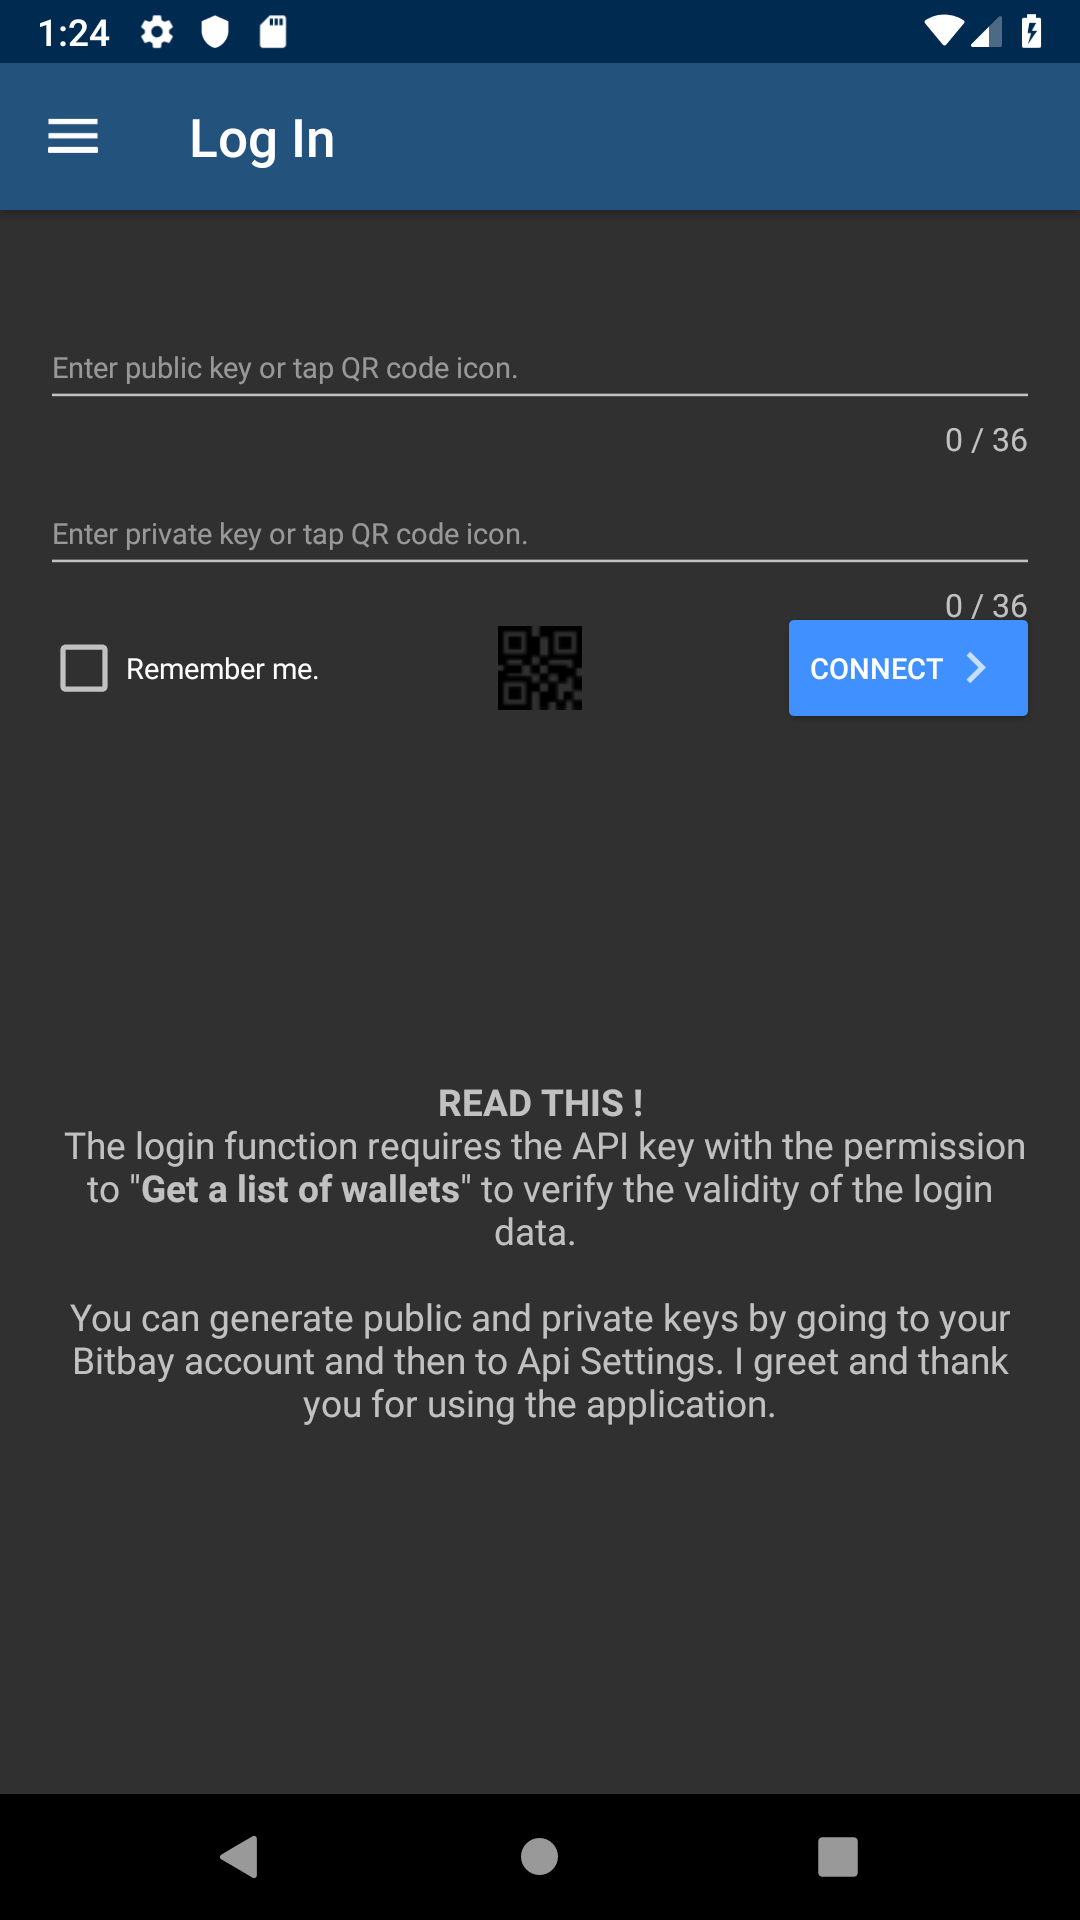 1:24
Log In
Enter public key or tap QR code icon.
0 / 36
Enter private key or tap QR code icon.
0 / 36
Remember me.
CONNECT
READ THIS !
The login function requires the API key with the permission
to "Get a list of wallets" to verify the validity of the login
data.
You can generate public and private keys by going to your
Bitbay account and then to Api Settings. I greet and thank
you for using the application.